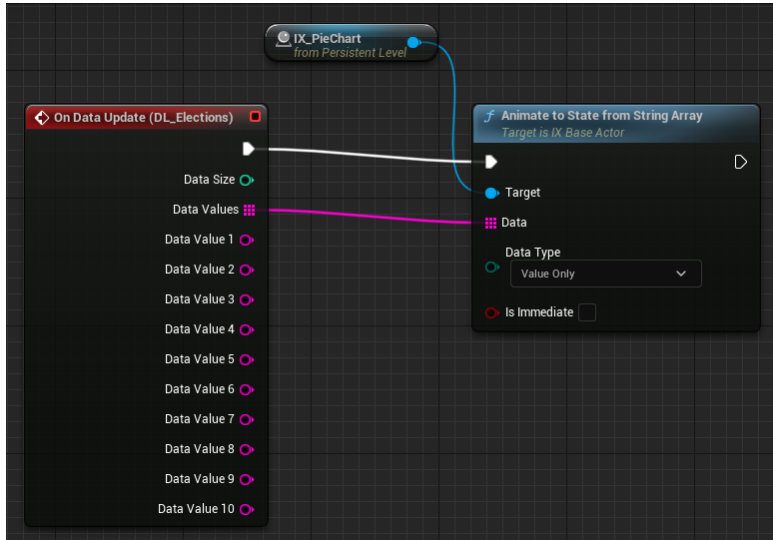 IX_PieChart
from Persistent Level
On Data Update (DL_Elections)
Data Size
Data Values
Data Value 1
Data Value 2
Data Value 3
Data Value 4
Data Value 5
Data Value 6
Data Value 7
Data Value 8
Data Value 9
Data Value 10
f Animate to State from String Array
Target is IX Base Actor
Target
Data
Data Type
Value Only
Is Immediate